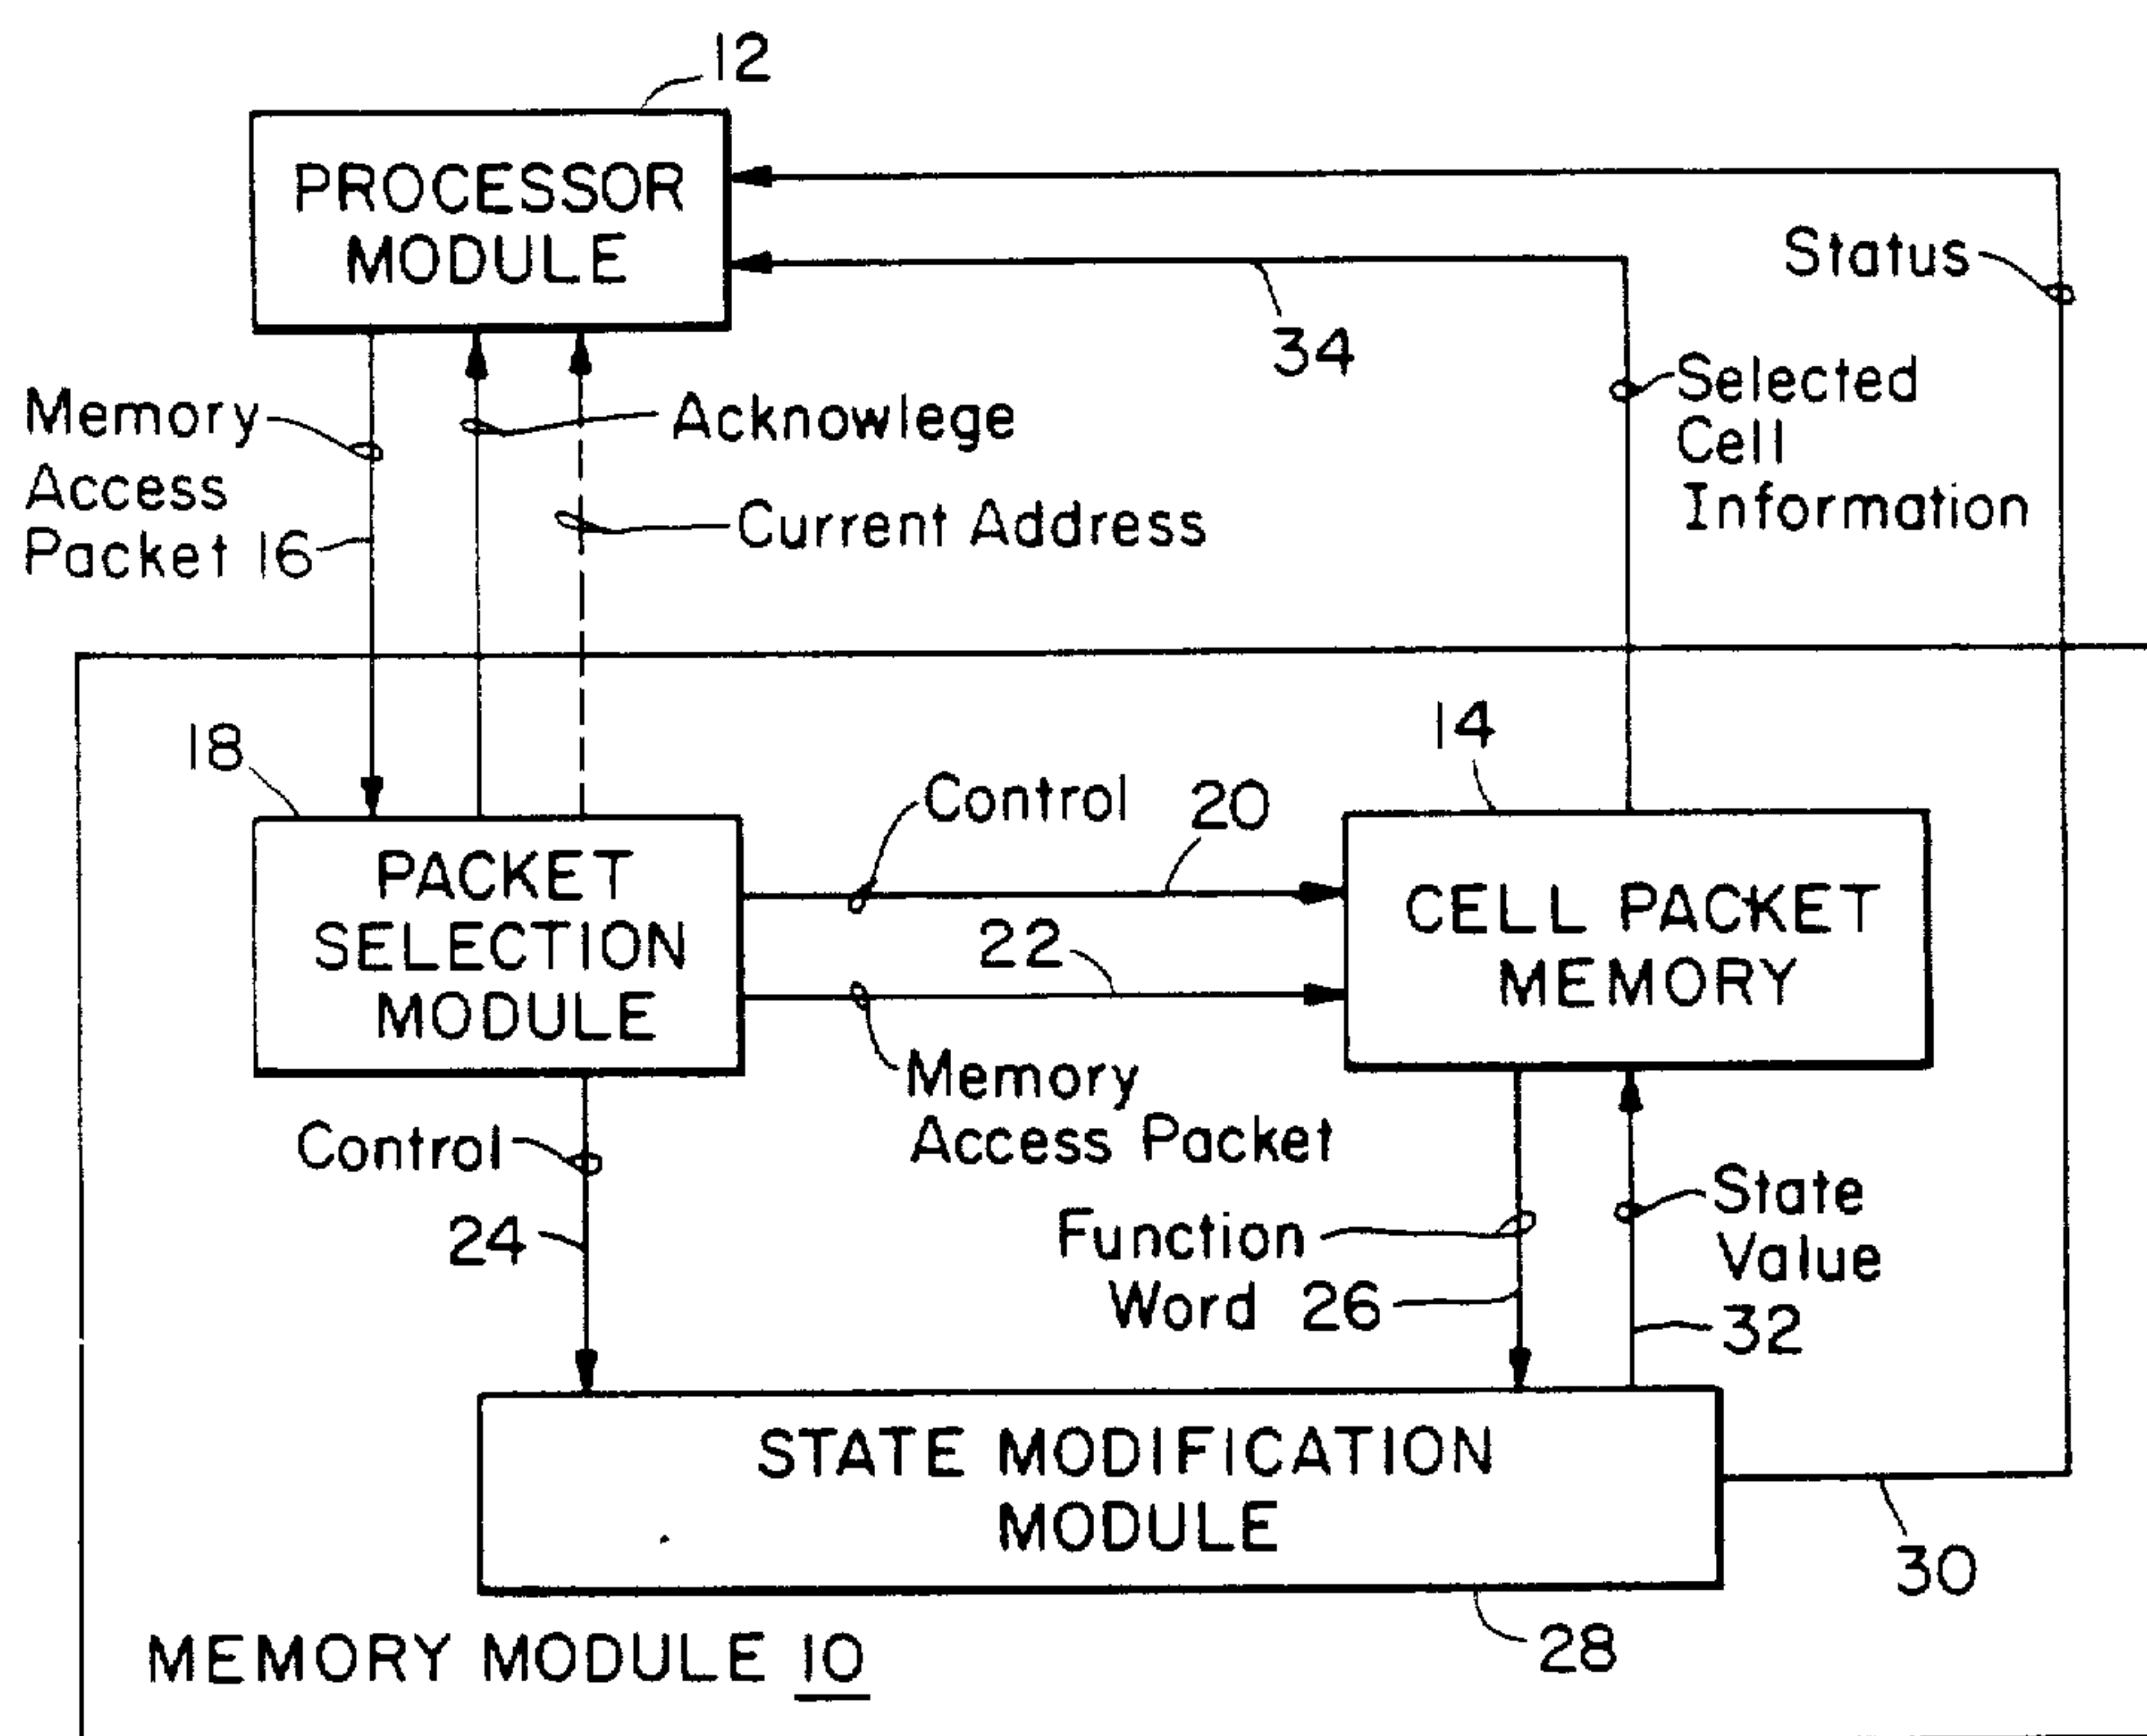 12
PROCESSOR
MODULE
Status
34
Selected
Cell
Information
Memory
Access
Packet 16
Acknowlege
Current Address
18
14
Control
20
PACKET
SELECTION
MODULE
22
CELL PACKET
MEMORY
Memory
Access Packet
Control
24
Function
Word 26
State
Value
32
STATE MODIFICATION
MODULE
30
28
MEMORY MODULE 10